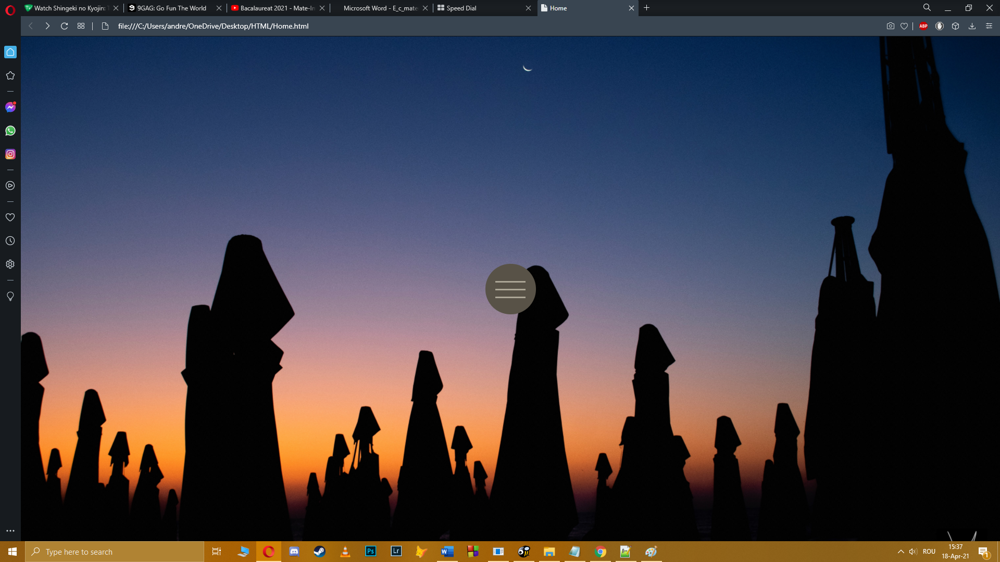 Watch Shingeki no Kyojin: T
9GAG: Go Fun The World
Bacalaureat 2021 - Mate-In
Microsoft Word - E_c_mate
Speed Dial
Home
file:///C:/Users/andre/OneDrive/Desktop/HTML/Home.html
ABP
Type here to search
Ps
Lr
ROU
15:37
18-Apr-21
1